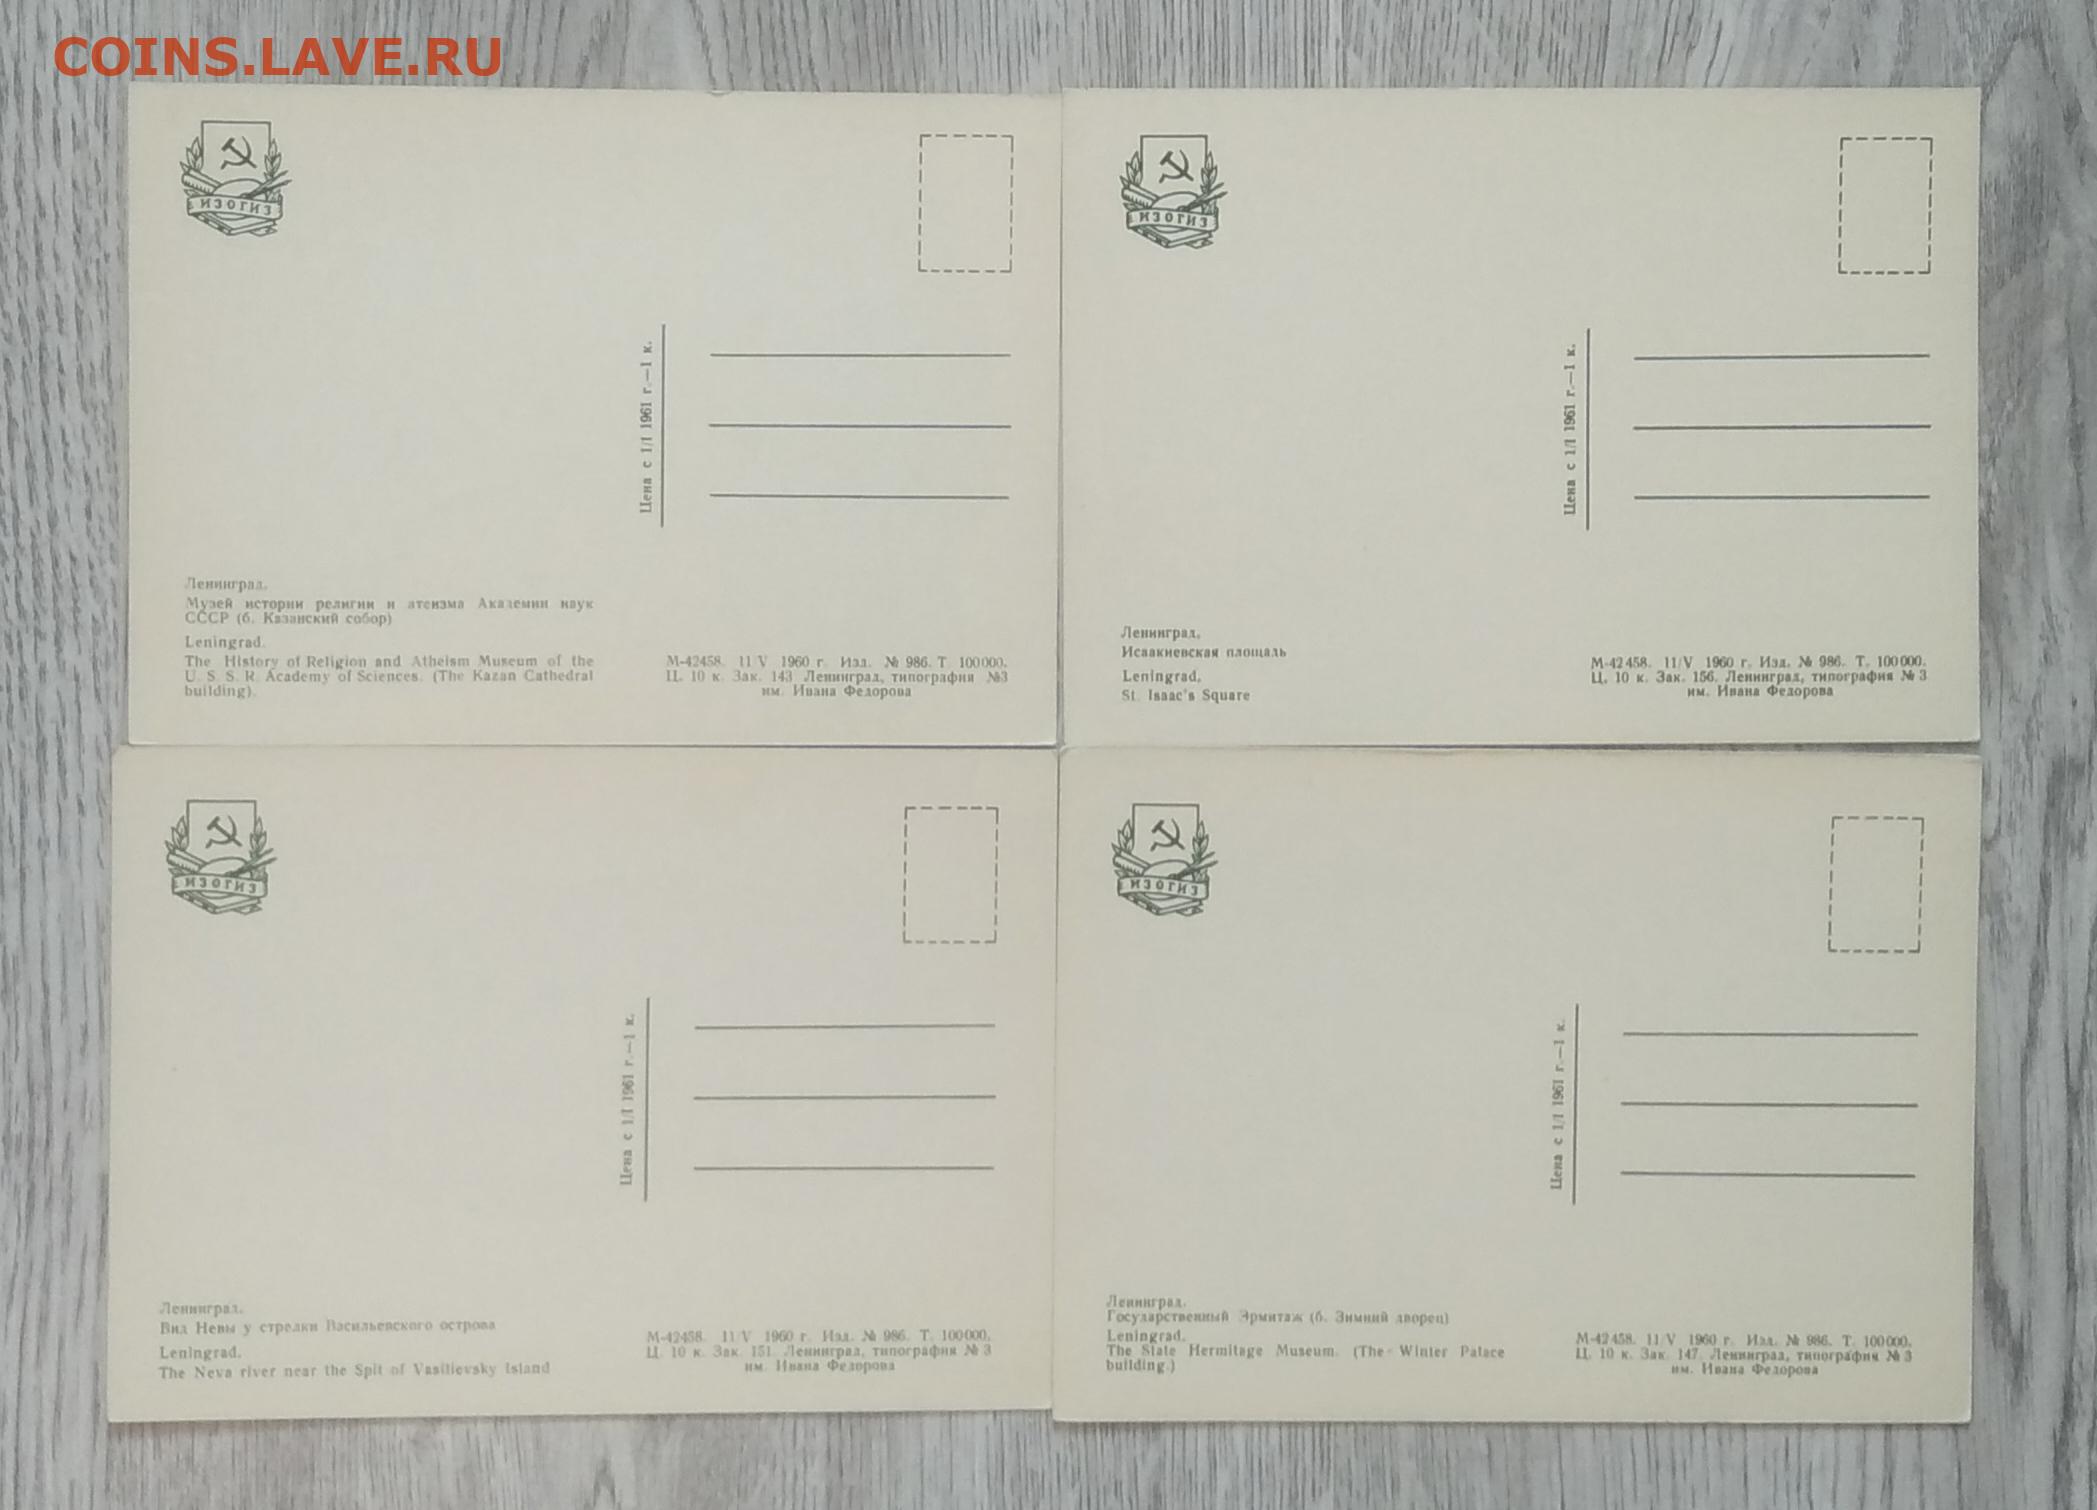 COINS.LAVE.RU
ИЗОГИЗ
Цена с 1/I 1961 г.—1 к.
Ленинград.
Музей истории религии и атеизма Академии наук
СССР (б. Казанский собор)
Leningrad.
The History of Religion and Atheism Museum of the
U. S. S. R. Academy of Sciences. (The Kazan Cathedral
building).
М-42458. 11/V 1960 г. Изд. № 986. Т. 100000.
Ц. 10 к. Зак. 143 Ленинград, типография №3
им. Ивана Федорова
ИЗОГИЗ
Цена с 1/I 1961 г.—1 к.
Ленинград.
Исаакиевская площадь
Leningrad.
St. Isaac's Square
М-42458. 11/V 1960 г. Изд. № 986. Т. 100000.
Ц. 10 к. Зак. 156. Ленинград, типография № 3
им. Ивана Федорова
ИЗОГИЗ
Цена с 1/I 1961 г.—1 к.
Ленинград.
Вид Невы у стрелки Васильевского острова
Leningrad.
The Neva river near the Spit of Vasilievsky Island
М-42458. 11/V 1960 г. Изд. № 986. Т. 100000.
Ц. 10 к. Зак. 151. Ленинград, типография № 3
им. Ивана Федорова
ИЗОГИЗ
Цена с 1/I 1961 г.—1 к.
Ленинград.
Государственный Эрмитаж (б. Зимний дворец)
Leningrad.
The State Hermitage Museum. (The Winter Palace
building.)
М-42458. 11/V 1960 г. Изд. № 986. Т. 100000.
Ц. 10 к. Зак. 147. Ленинград, типография № 3
им. Ивана Федорова